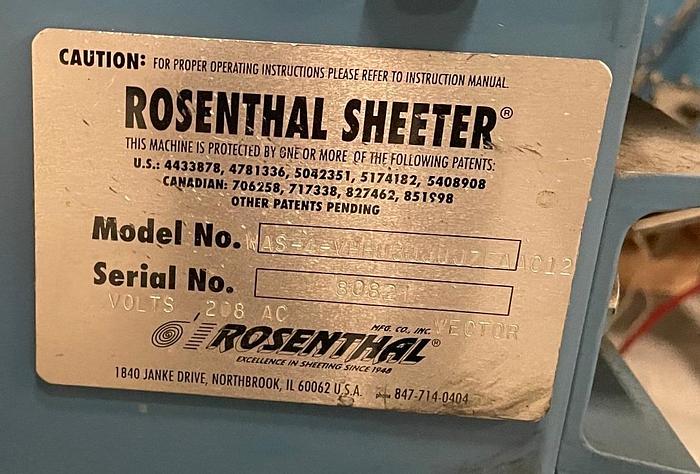 CAUTION: FOR PROPER OPERATING INSTRUCTIONS PLEASE REFER TO INSTRUCTION MANUAL.
ROSENTHAL SHEETER®
THIS MACHINE IS PROTECTED BY ONE OR MORE OF THE FOLLOWING PATENTS:
U.S.: 4433878, 4781336, 5042351, 5174182, 5408908
CANADIAN: 706258, 717338, 827462, 851998
OTHER PATENTS PENDING
Model No.
Serial No. 80821
VOLTS 208 AC VECTOR
MFG. CO., INC.
ROSENTHAL®
EXCELLENCE IN SHEETING SINCE 1948
1840 JANKE DRIVE, NORTHBROOK, IL 60062 U.S.A. phone 847-714-0404